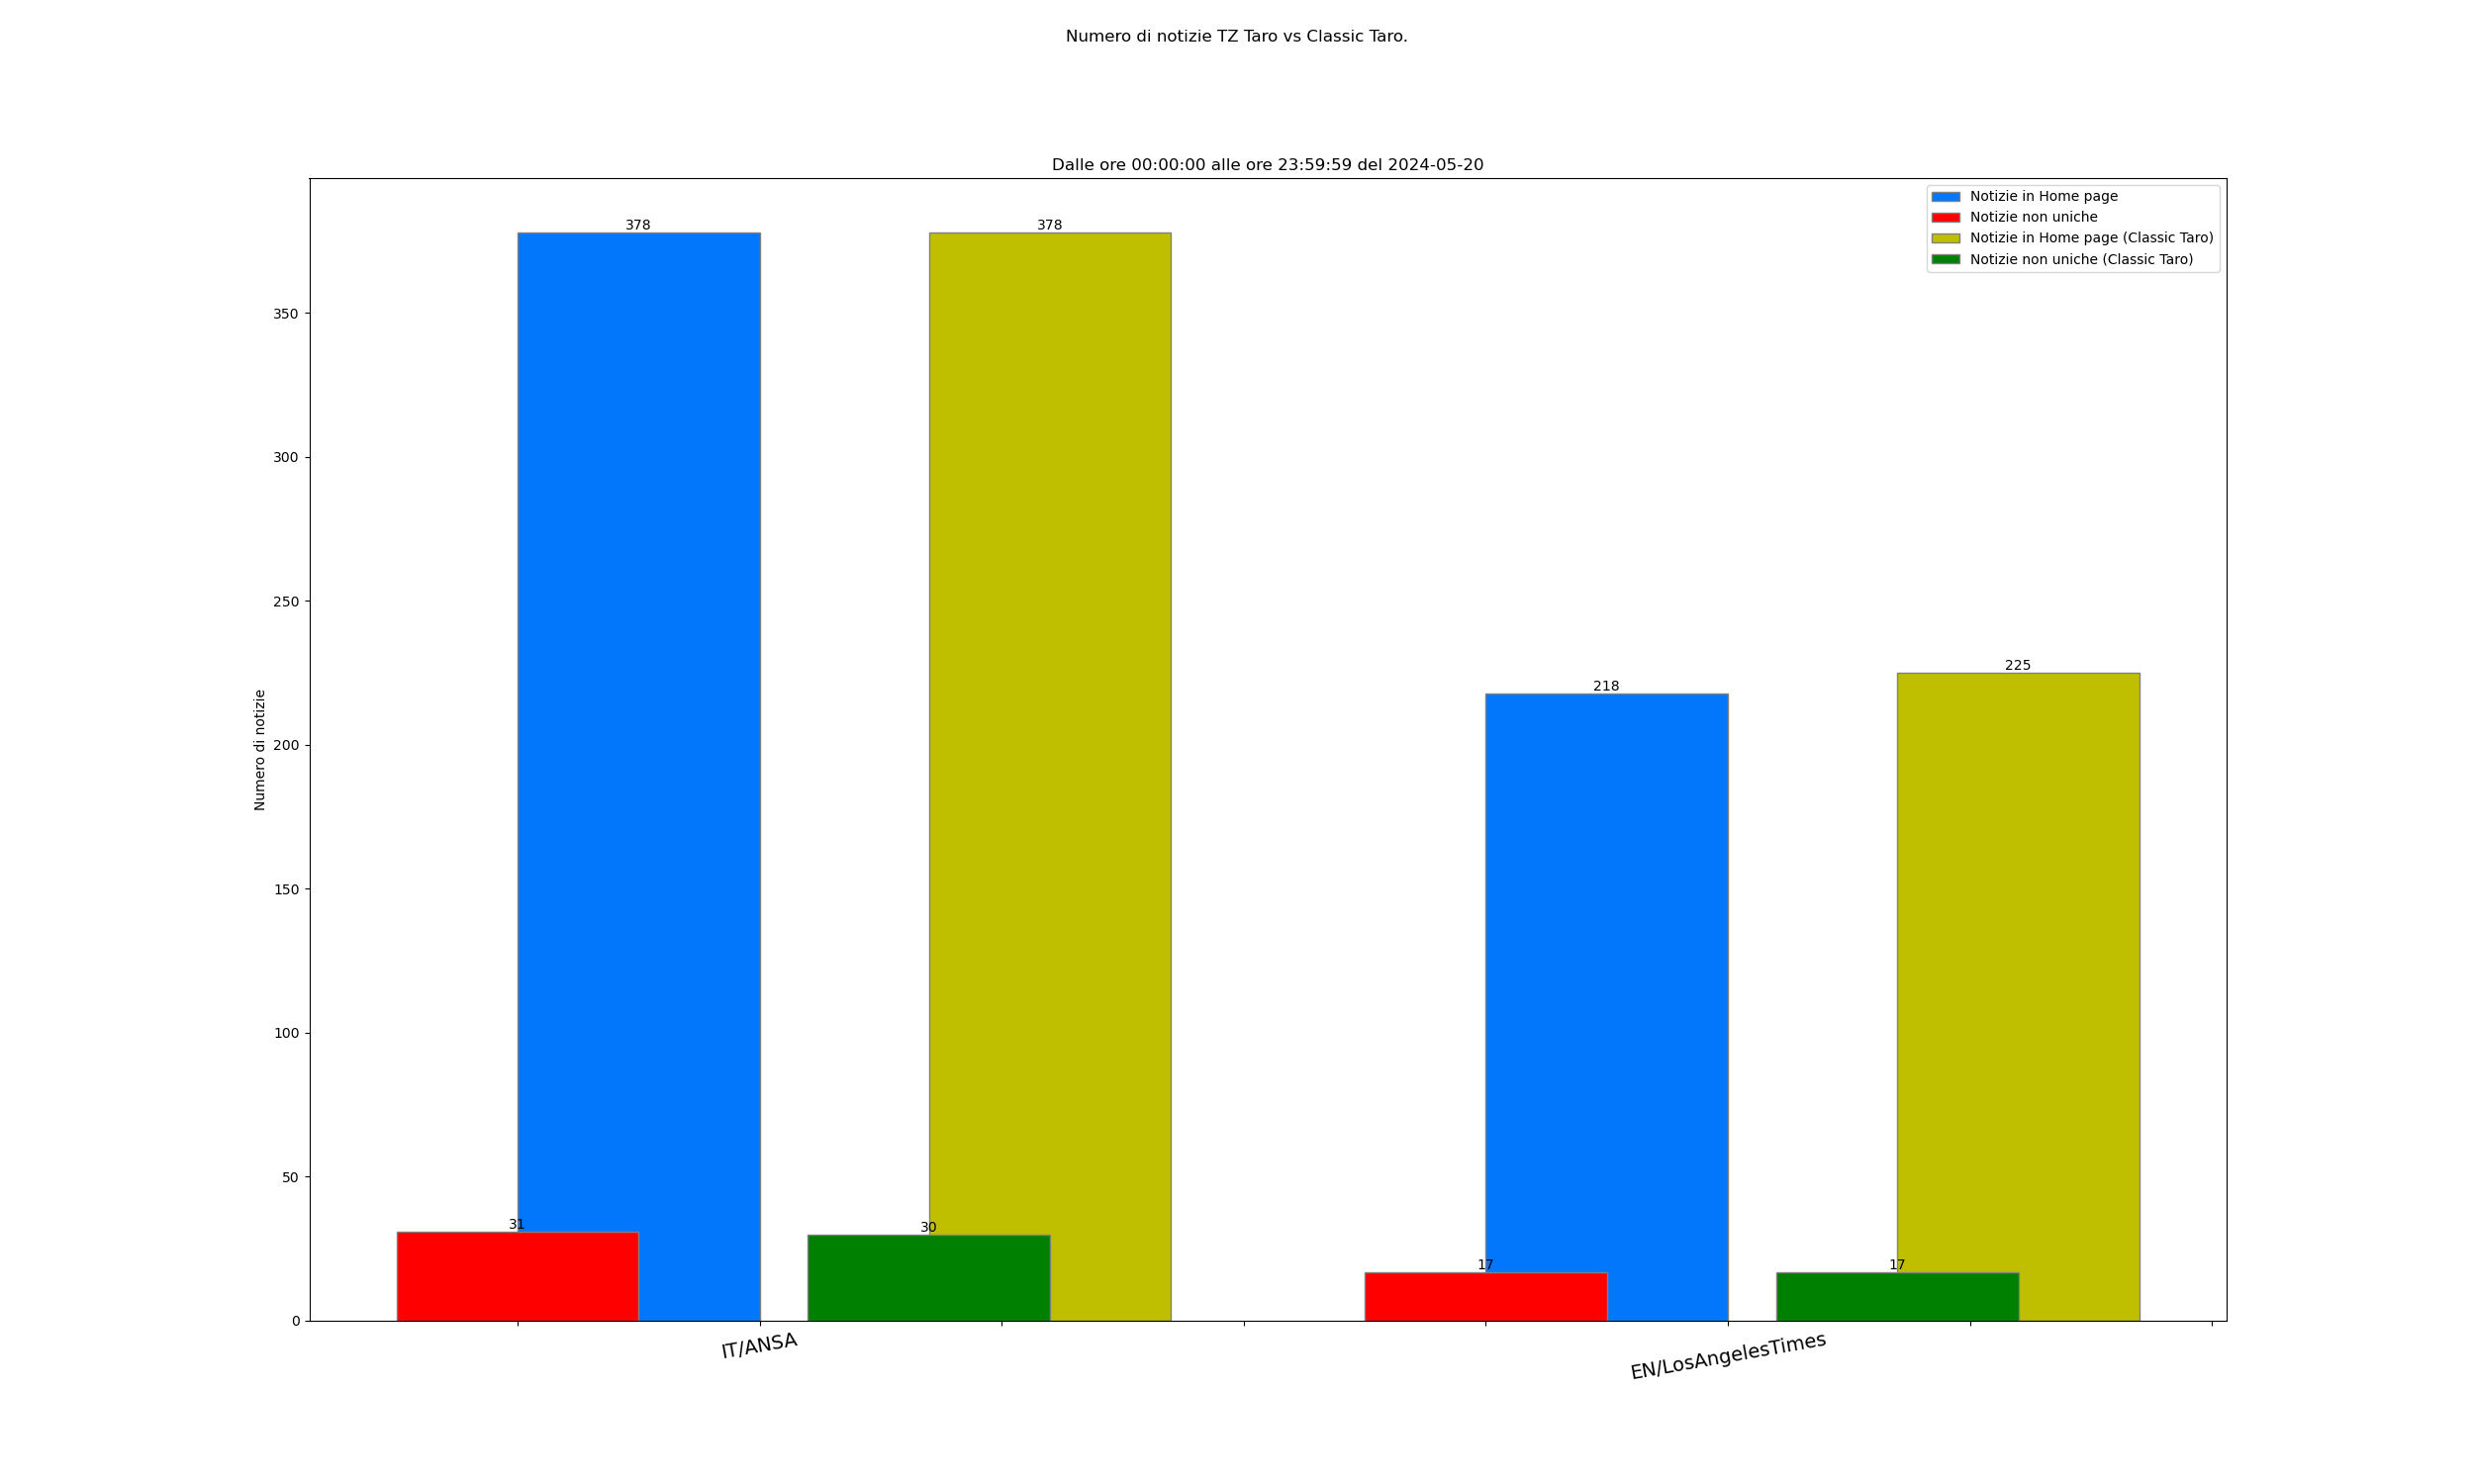 Numero di notizie TZ Taro vs Classic Taro.
Dalle ore 00:00:00 alle ore 23:59:59 del 2024-05-20
Notizie in Home page
Notizie non uniche
Notizie in Home page (Classic Taro)
Notizie non uniche (Classic Taro)
378
378
350
300
250
225
218
Numero di notizie
200
150
100
50
31
30
17
17
0
IT/ANSA
EN/LosAngelesTimes